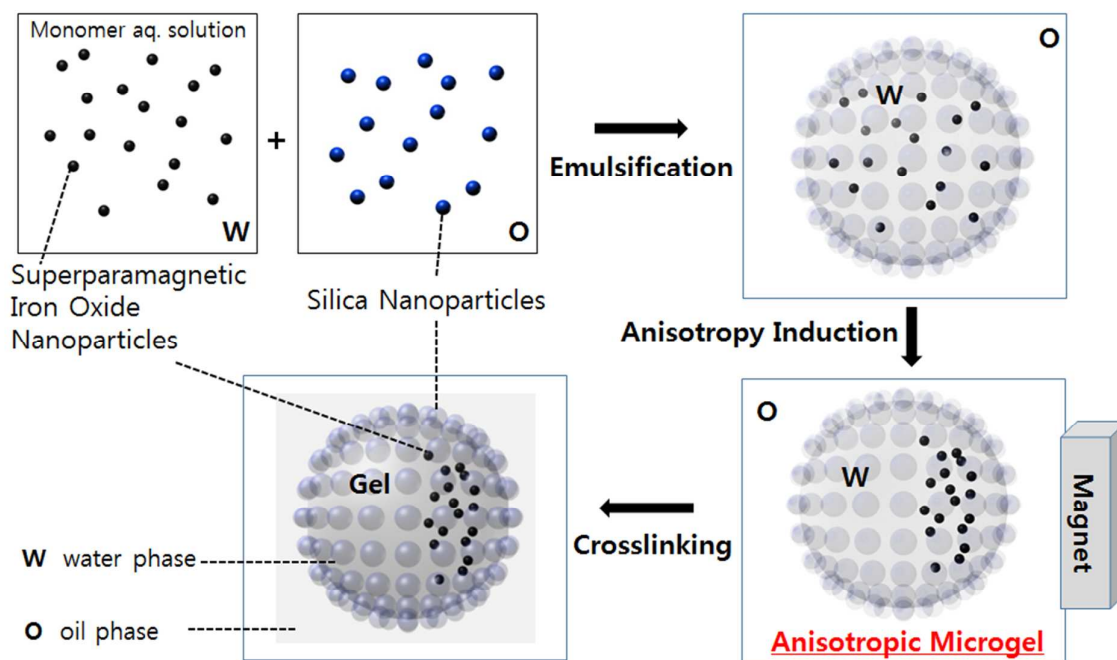 Monomer aq. solution
W
+
O
Emulsification
O
W
Superparamagnetic
Iron Oxide
Nanoparticles
Silica Nanoparticles
Anisotropy Induction
O
W
Magnet
Anisotropic Microgel
Crosslinking
Gel
W water phase
O oil phase